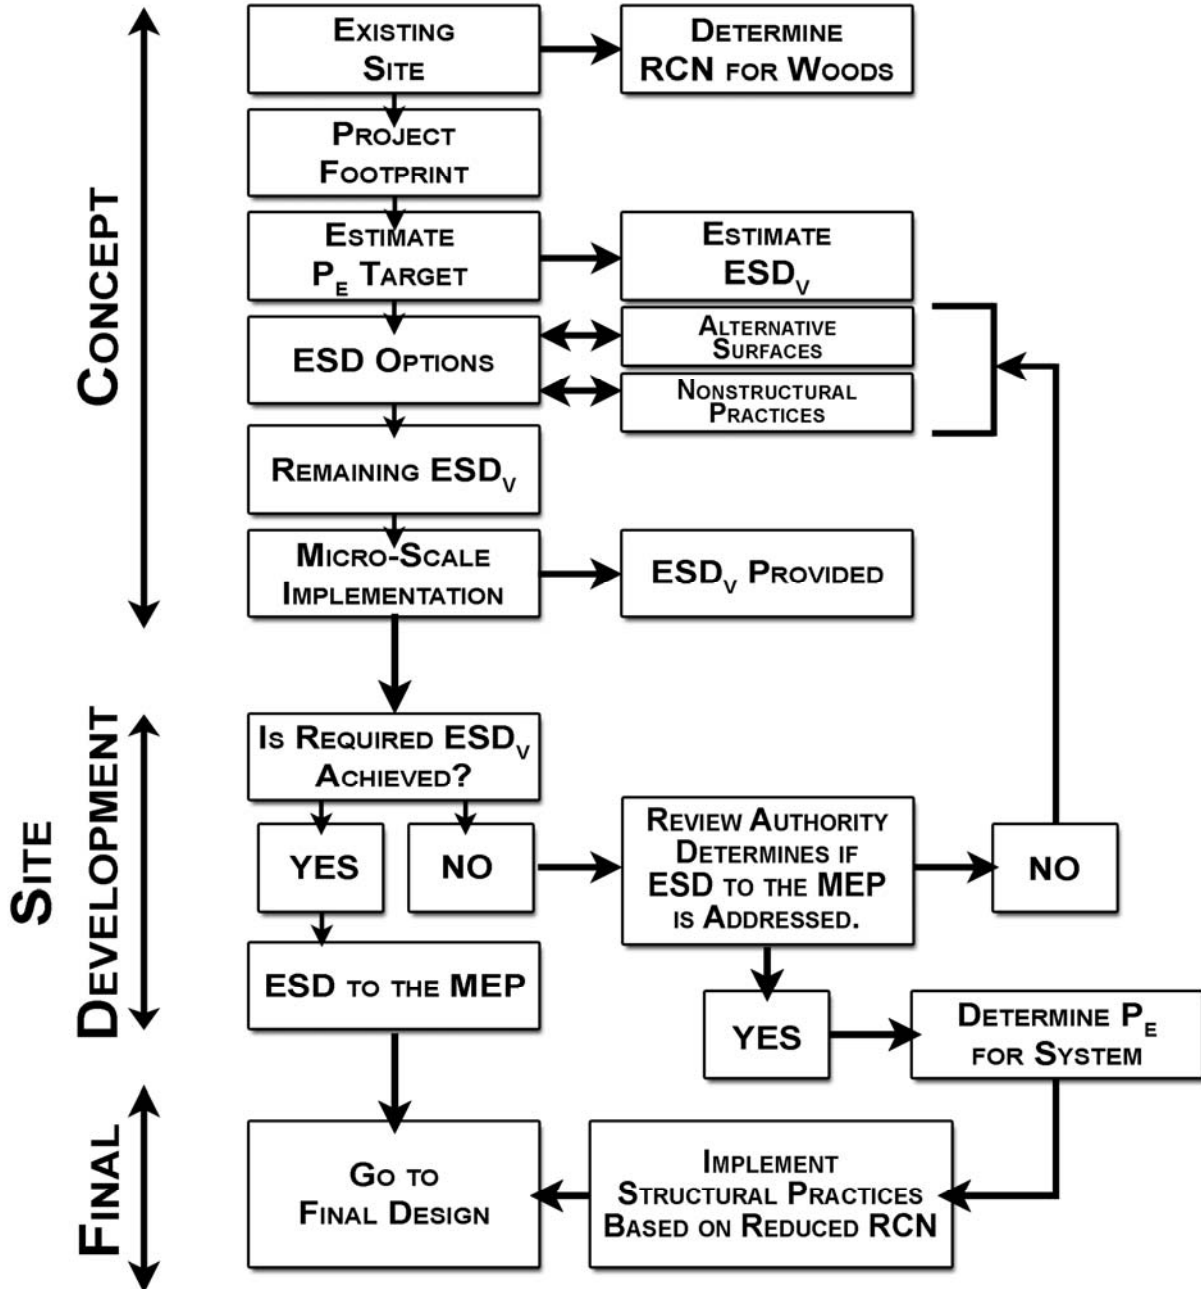 Concept
Existing
Site
Determine
RCN for Woods
Project
Footprint
Estimate
PE Target
Estimate
ESDV
ESD Options
Alternative
Surfaces
Nonstructural
Practices
Remaining ESDV
Micro-Scale
Implementation
ESDV Provided
Site
Development
Is Required ESDV
Achieved?
YES
NO
Review Authority
Determines if
ESD to the MEP
is Addressed.
NO
ESD to the MEP
YES
Determine PE
for System
Final
Go to
Final Design
Implement
Structural Practices
Based on Reduced RCN